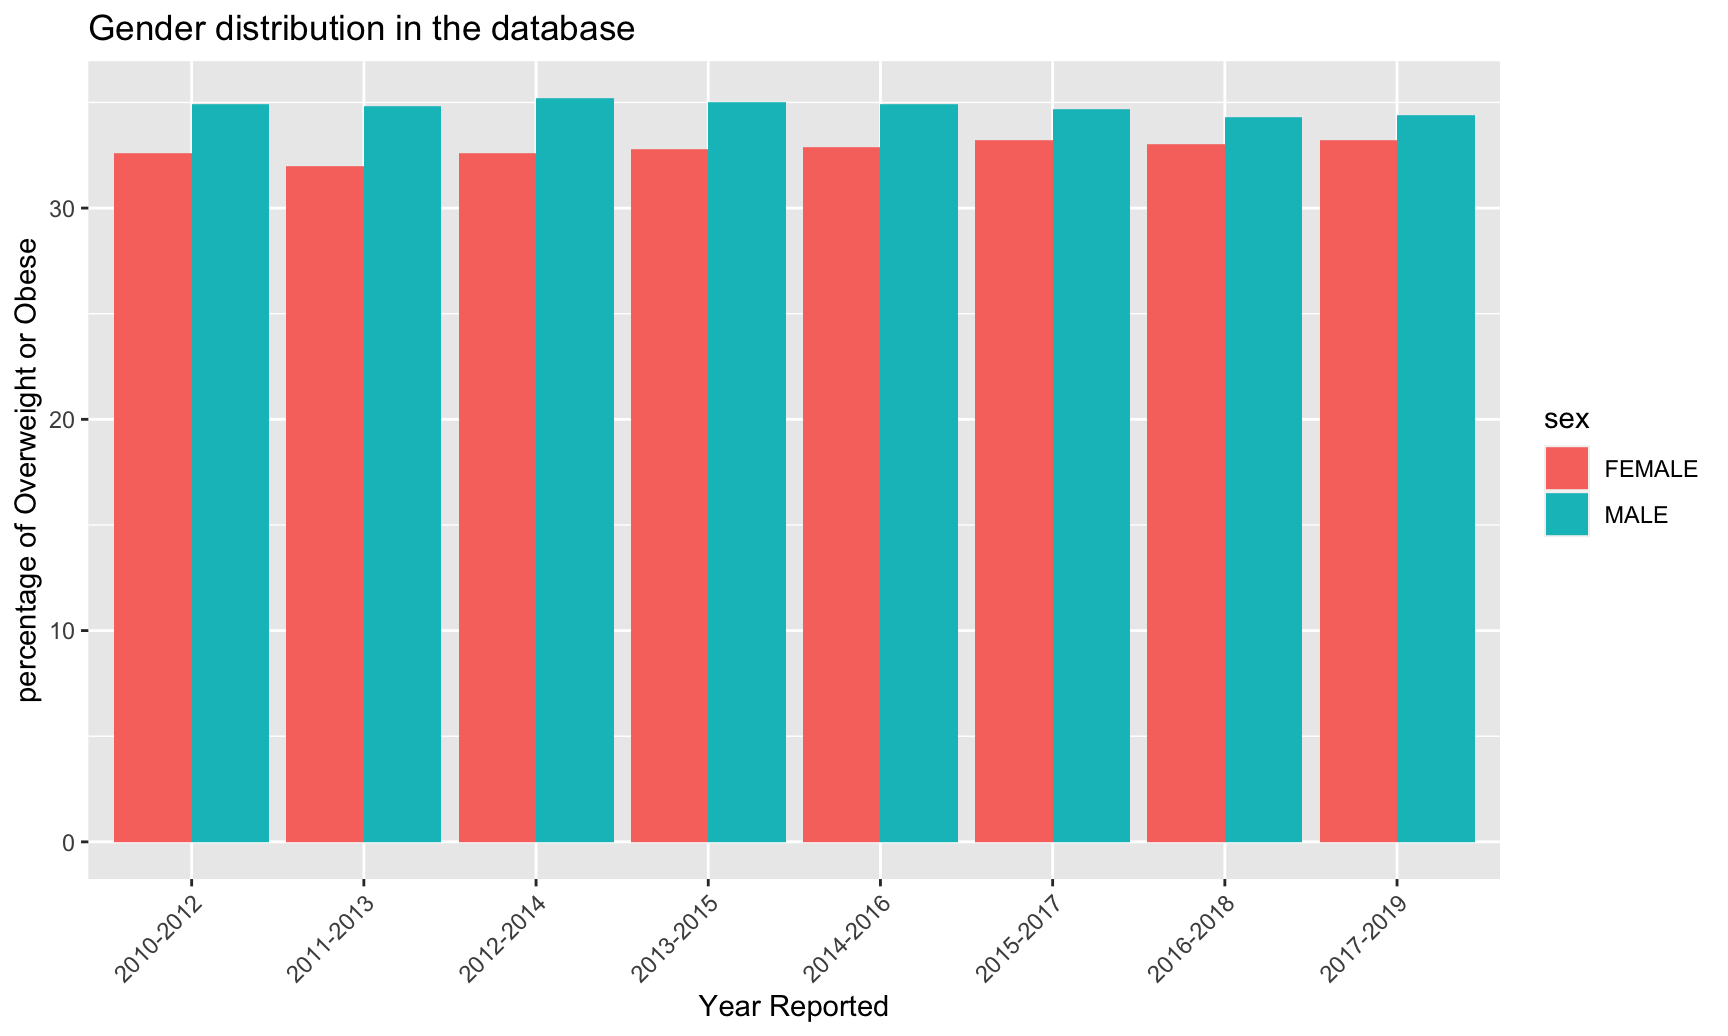 Gender distribution in the database
percentage of Overweight or Obese
30
20
10
0
2010-2012
2011-2013
2012-2014
2013-2015
2014-2016
2015-2017
2016-2018
2017-2019
Year Reported
sex
FEMALE
MALE